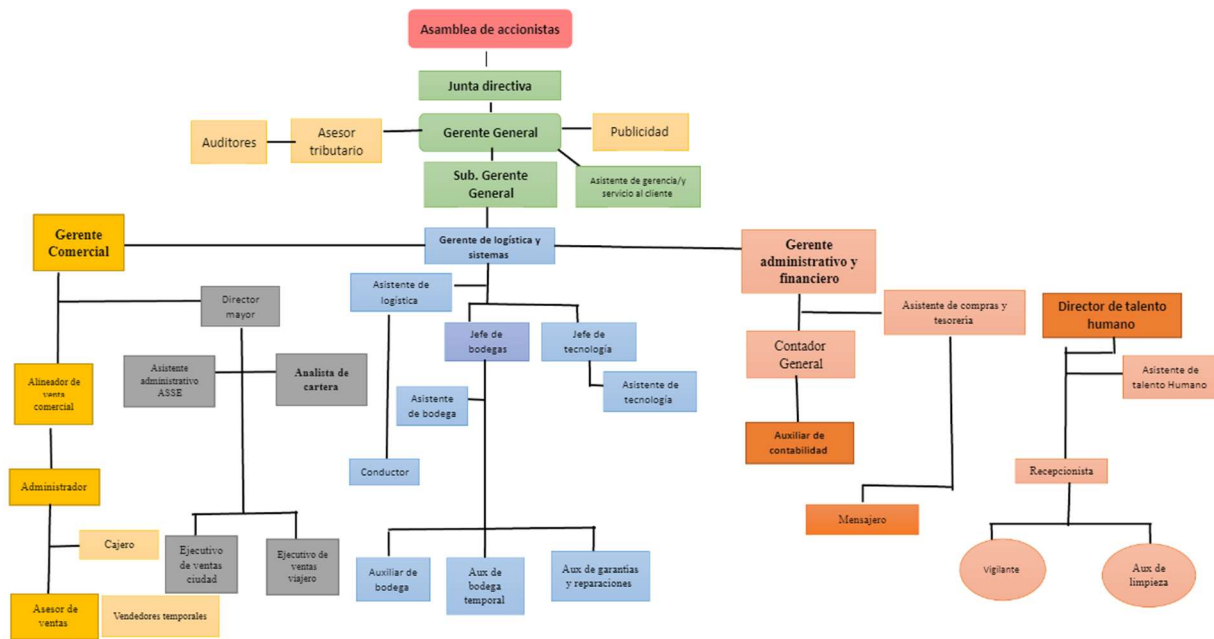 Asamblea de accionistas
Junta directiva
Auditores
Asesor
tributario
Gerente General
Publicidad
Sub. Gerente
General
Asistente de gerencia/y
servicio al cliente
Gerente
Comercial
Gerente de logística y
sistemas
Gerente
administrativo y
financiero
Director
mayor
Asistente de
logística
Asistente de compras y
tesoreria
Director de talento
humano
Jefe de
bodegas
Jefe de
tecnología
Contador
General
Asistente
administrativo
ASSE
Analista de
cartera
Asistente de
talento Humano
Alineador de
venta
comercial
Asistente
de bodega
Asistente de
tecnología
Auxiliar de
contabilidad
Administrador
Conductor
Recepcionista
Mensajero
Cajero
Ejecutivo
de ventas
ciudad
Ejecutivo de
ventas
viajero
Auxiliar de
bodega
Aux de
bodega
temporal
Aux de garantías
y reparaciones
Vigilante
Aux de
limpieza
Asesor de
ventas
Vendedores temporales